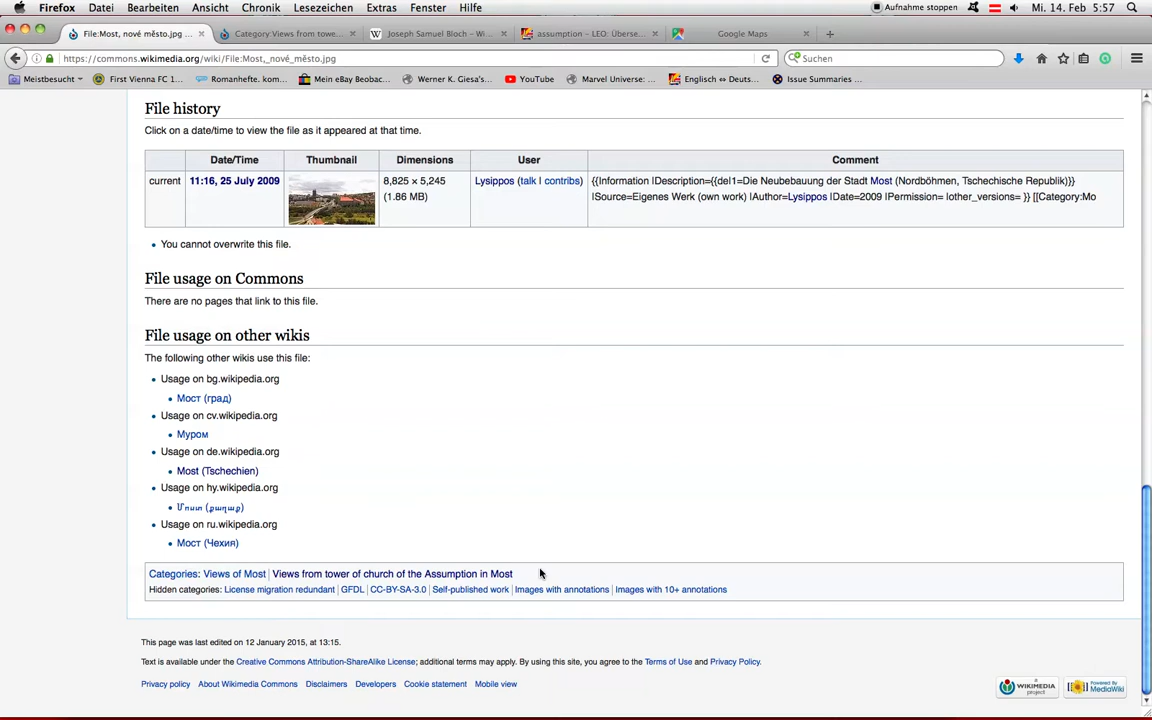 Firefox Datei Bearbeiten Ansicht Chronik Lesezeichen Extras Fenster Hilfe Aufnahme stoppen Mi. 14. Feb 5:57
File:Most, nové město.jpg ... Category:Views from towe... Joseph Samuel Bloch – Wi... assumption – LEO: Überse... Google Maps
https://commons.wikimedia.org/wiki/File:Most,_nové_město.jpg Suchen
Meistbesucht First Vienna FC 1... Romanhefte. kom... Mein eBay Beobac... Werner K. Giesa's... YouTube Marvel Universe: ... Englisch ⇔ Deuts... Issue Summaries ...
File history
Click on a date/time to view the file as it appeared at that time.
Date/Time Thumbnail Dimensions User Comment
current 11:16, 25 July 2009 8,825 × 5,245 Lysippos (talk | contribs) {{Information |Description={{de|1=Die Neubebauung der Stadt Most (Nordböhmen, Tschechische Republik)}}
(1.86 MB) |Source=Eigenes Werk (own work) |Author=Lysippos |Date=2009 |Permission= |other_versions= }} [[Category:Mo
You cannot overwrite this file.
File usage on Commons
There are no pages that link to this file.
File usage on other wikis
The following other wikis use this file:
Usage on bg.wikipedia.org
Мост (град)
Usage on cv.wikipedia.org
Муром
Usage on de.wikipedia.org
Most (Tschechien)
Usage on hy.wikipedia.org
Մոստ (քաղաք)
Usage on ru.wikipedia.org
Мост (Чехия)
Categories: Views of Most | Views from tower of church of the Assumption in Most
Hidden categories: License migration redundant | GFDL | CC-BY-SA-3.0 | Self-published work | Images with annotations | Images with 10+ annotations
This page was last edited on 12 January 2015, at 13:15.
Text is available under the Creative Commons Attribution-ShareAlike License; additional terms may apply. By using this site, you agree to the Terms of Use and Privacy Policy.
Privacy policy About Wikimedia Commons Disclaimers Developers Cookie statement Mobile view
A WIKIMEDIA project Powered By MediaWiki